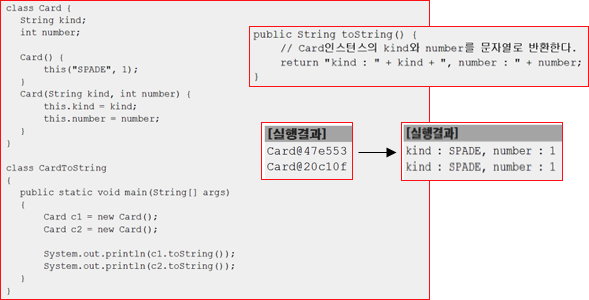 class Card {
String kind;
int number;
Card() {
this("SPADE", 1);
}
Card(String kind, int number) {
this.kind = kind;
this.number = number;
}
}
class CardToString
{
public static void main(String[] args)
{
Card c1 = new Card();
Card c2 = new Card();
System.out.println(c1.toString());
System.out.println(c2.toString());
}
}
public String toString() {
// Card인스턴스의 kind와 number를 문자열로 반환한다.
return "kind : " + kind + ", number : " + number;
}
[실행결과]
Card@47e553
Card@20c10f
[실행결과]
kind : SPADE, number : 1
kind : SPADE, number : 1